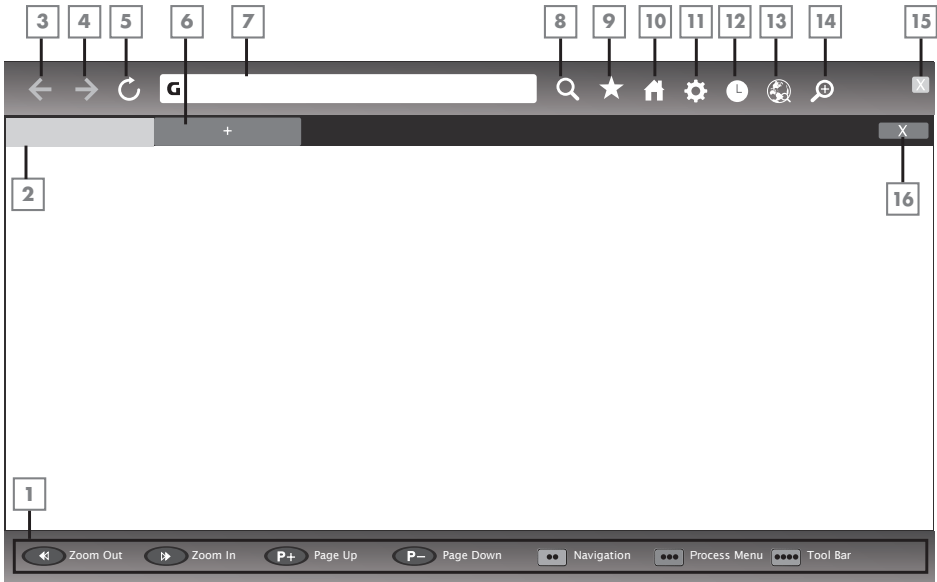 3 4 5 6 7 8 9 10 11 12 13 14 15
G X
+ X
2 16
1
Zoom Out Zoom In P+ Page Up P– Page Down Navigation Process Menu Tool Bar